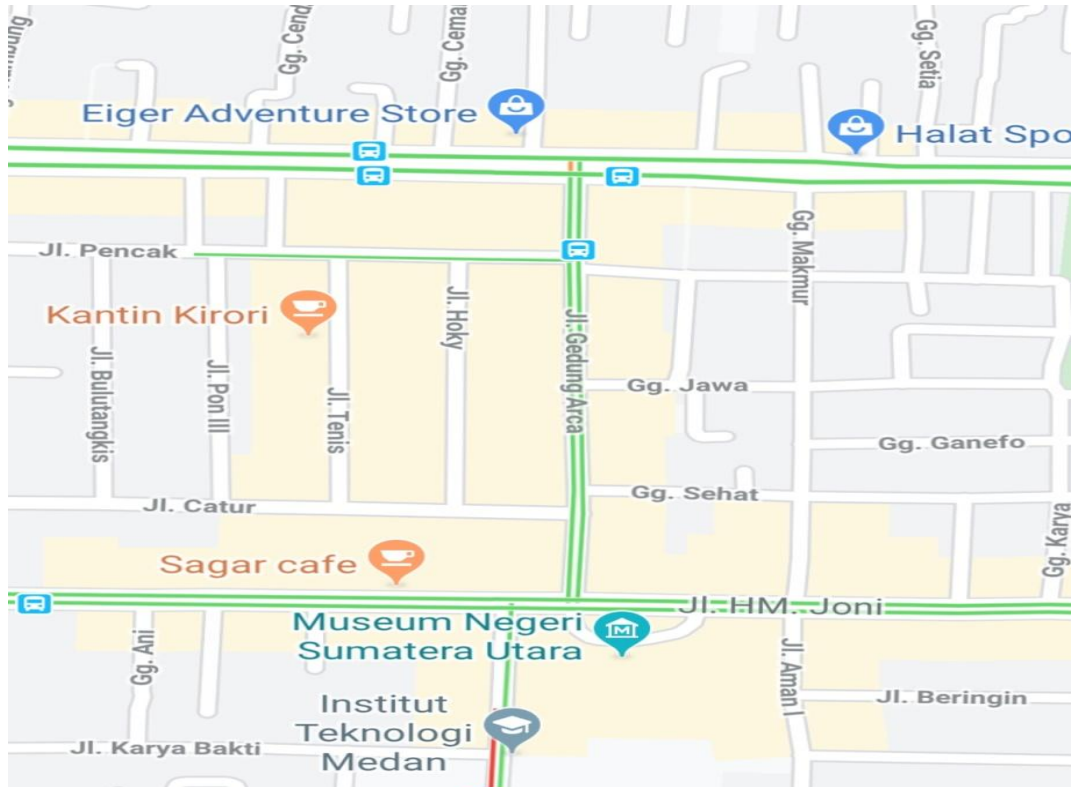 Gg. Cend
Gg. Cema
Gg. Setia
Eiger Adventure Store
Halat Spo
Jl. Pencak
Gg. Makmur
Kantin Kirori
Jl. Hoky
Jl. Gedung Arca
Jl. Bulutangkis
Jl. Pon III
Jl. Tenis
Gg. Jawa
Gg. Ganefo
Gg. Sehat
Jl. Catur
Gg. Karya
Sagar cafe
Jl. HM. Joni
Museum Negeri
Sumatera Utara
M
Gg. Ani
Jl. Aman I
Jl. Beringin
Institut
Teknologi
Medan
Jl. Karya Bakti